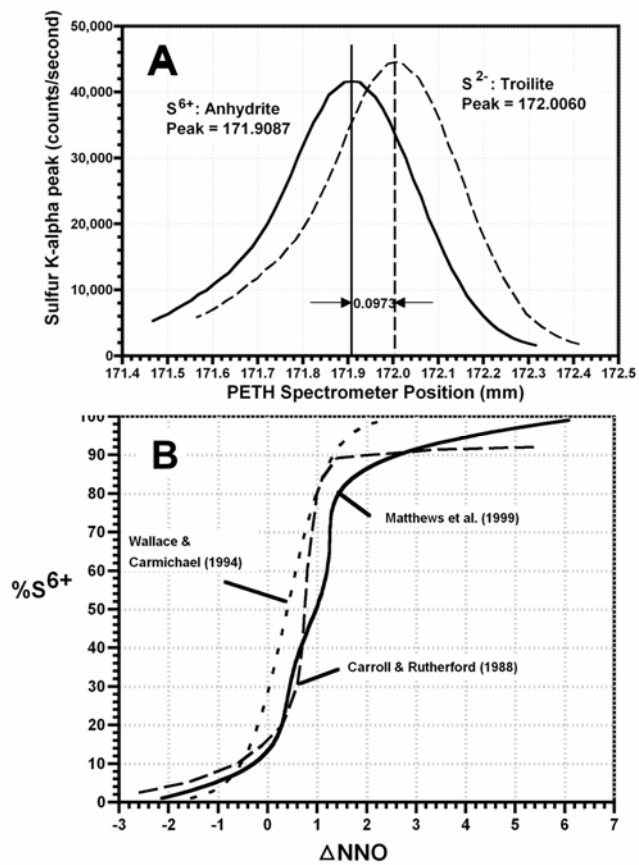 50,000
40,000
30,000
20,000
10,000
0
Sulfur K-alpha peak (counts/second)
A
S6+: Anhydrite
Peak = 171.9087
S2-: Troilite
Peak = 172.0060
0.0973
171.4 171.5 171.6 171.7 171.8 171.9 172.0 172.1 172.2 172.3 172.4 172.5
PETH Spectrometer Position (mm)
100
90
80
70
60
50
40
30
20
10
0
%S6+
B
Wallace &
Carmichael (1994)
Matthews et al. (1999)
Carroll & Rutherford (1988)
-3 -2 -1 0 1 2 3 4 5 6 7
△NNO